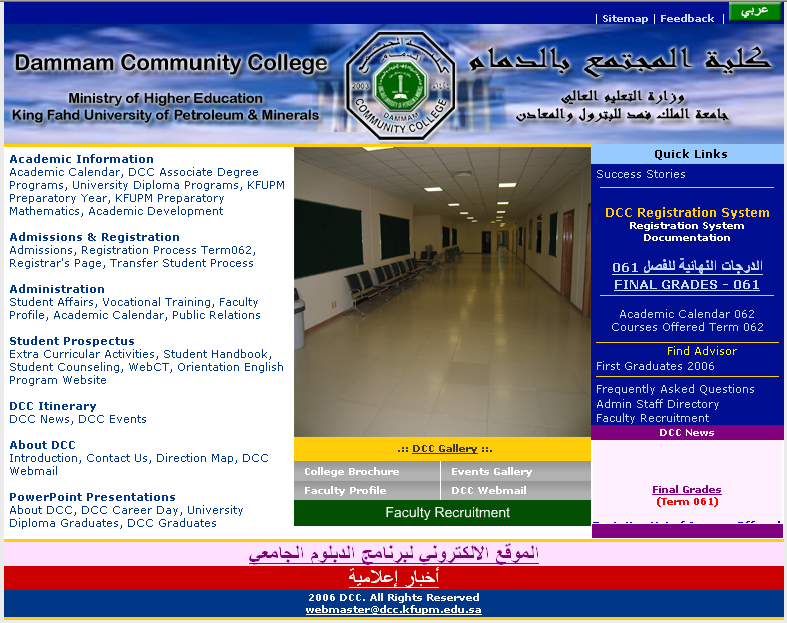 | Sitemap | Feedback |
عربي
Dammam Community College
Ministry of Higher Education
King Fahd University of Petroleum & Minerals
2003
DAMMAM
COMMUNITY COLLEGE
كلية المجتمع بالدمام
وزارة التعليم العالي
جامعة الملك فهد للبترول والمعادن
Academic Information
Academic Calendar, DCC Associate Degree
Programs, University Diploma Programs, KFUPM
Preparatory Year, KFUPM Preparatory
Mathematics, Academic Development
Admissions & Registration
Admissions, Registration Process Term062,
Registrar's Page, Transfer Student Process
Administration
Student Affairs, Vocational Training, Faculty
Profile, Academic Calendar, Public Relations
Student Prospectus
Extra Curricular Activities, Student Handbook,
Student Counseling, WebCT, Orientation English
Program Website
DCC Itinerary
DCC News, DCC Events
About DCC
Introduction, Contact Us, Direction Map, DCC
Webmail
PowerPoint Presentations
About DCC, DCC Career Day, University
Diploma Graduates, DCC Graduates
.:: DCC Gallery ::.
College Brochure
Events Gallery
Faculty Profile
DCC Webmail
Faculty Recruitment
Quick Links
Success Stories
DCC Registration System
Registration System
Documentation
الدرجات النهائية للفصل 061
FINAL GRADES - 061
Academic Calendar 062
Courses Offered Term 062
Find Advisor
First Graduates 2006
Frequently Asked Questions
Admin Staff Directory
Faculty Recruitment
DCC News
Final Grades
(Term 061)
الموقع الالكتروني لبرنامج الدبلوم الجامعي
أخبار إعلامية
2006 DCC. All Rights Reserved
webmaster@dcc.kfupm.edu.sa